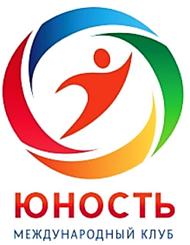 ЮНОСТЬ
МЕЖДУНАРОДНЫЙ КЛУБ